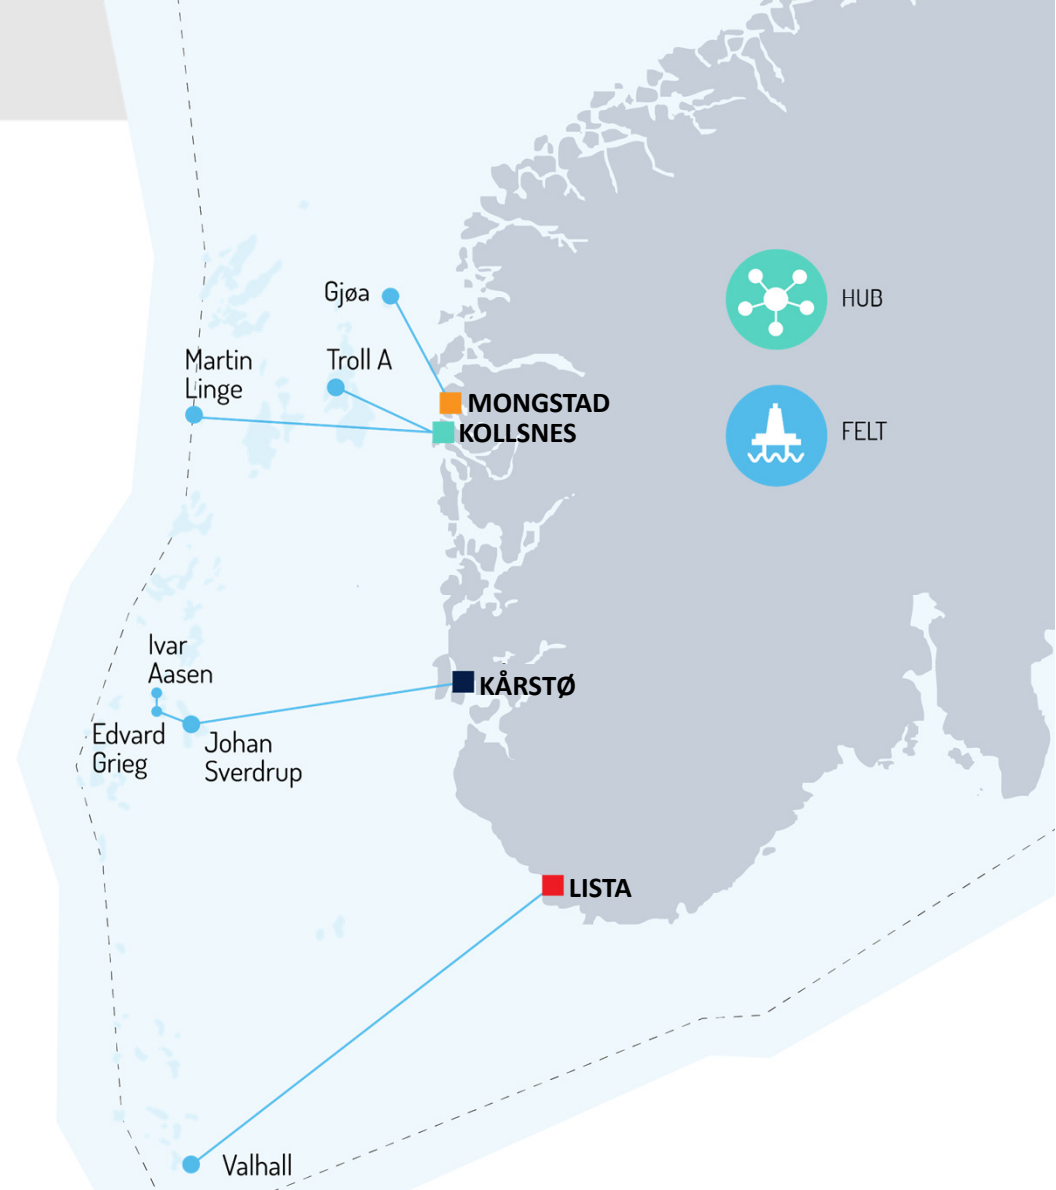 Gjøa
HUB
Martin
Linge
Troll A
MONGSTAD
KOLLSNES
FELT
Ivar
Aasen
KÅRSTØ
Edvard
Grieg
Johan
Sverdrup
LISTA
Valhall